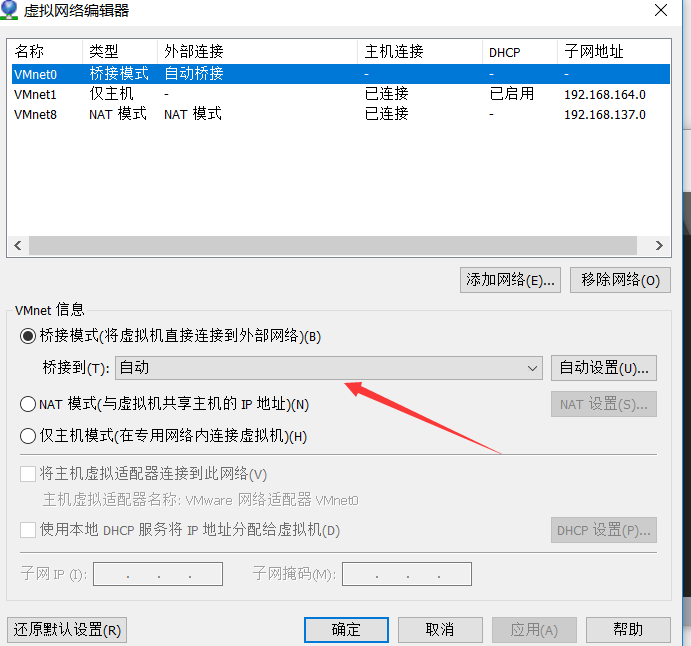 虚拟网络编辑器
名称 类型 外部连接 主机连接 DHCP 子网地址
VMnet0 桥接模式 自动桥接 - - -
VMnet1 仅主机 - 已连接 已启用 192.168.164.0
VMnet8 NAT 模式 NAT 模式 已连接 - 192.168.137.0
添加网络(E)... 移除网络(O)
VMnet 信息
桥接模式(将虚拟机直接连接到外部网络)(B)
桥接到(T): 自动 自动设置(U)...
NAT 模式(与虚拟机共享主机的 IP 地址)(N) NAT 设置(S)...
仅主机模式(在专用网络内连接虚拟机)(H)
将主机虚拟适配器连接到此网络(V)
主机虚拟适配器名称: VMware 网络适配器 VMnet0
使用本地 DHCP 服务将 IP 地址分配给虚拟机(D) DHCP 设置(P)...
子网 IP (I): . . . 子网掩码(M): . . .
还原默认设置(R) 确定 取消 应用(A) 帮助